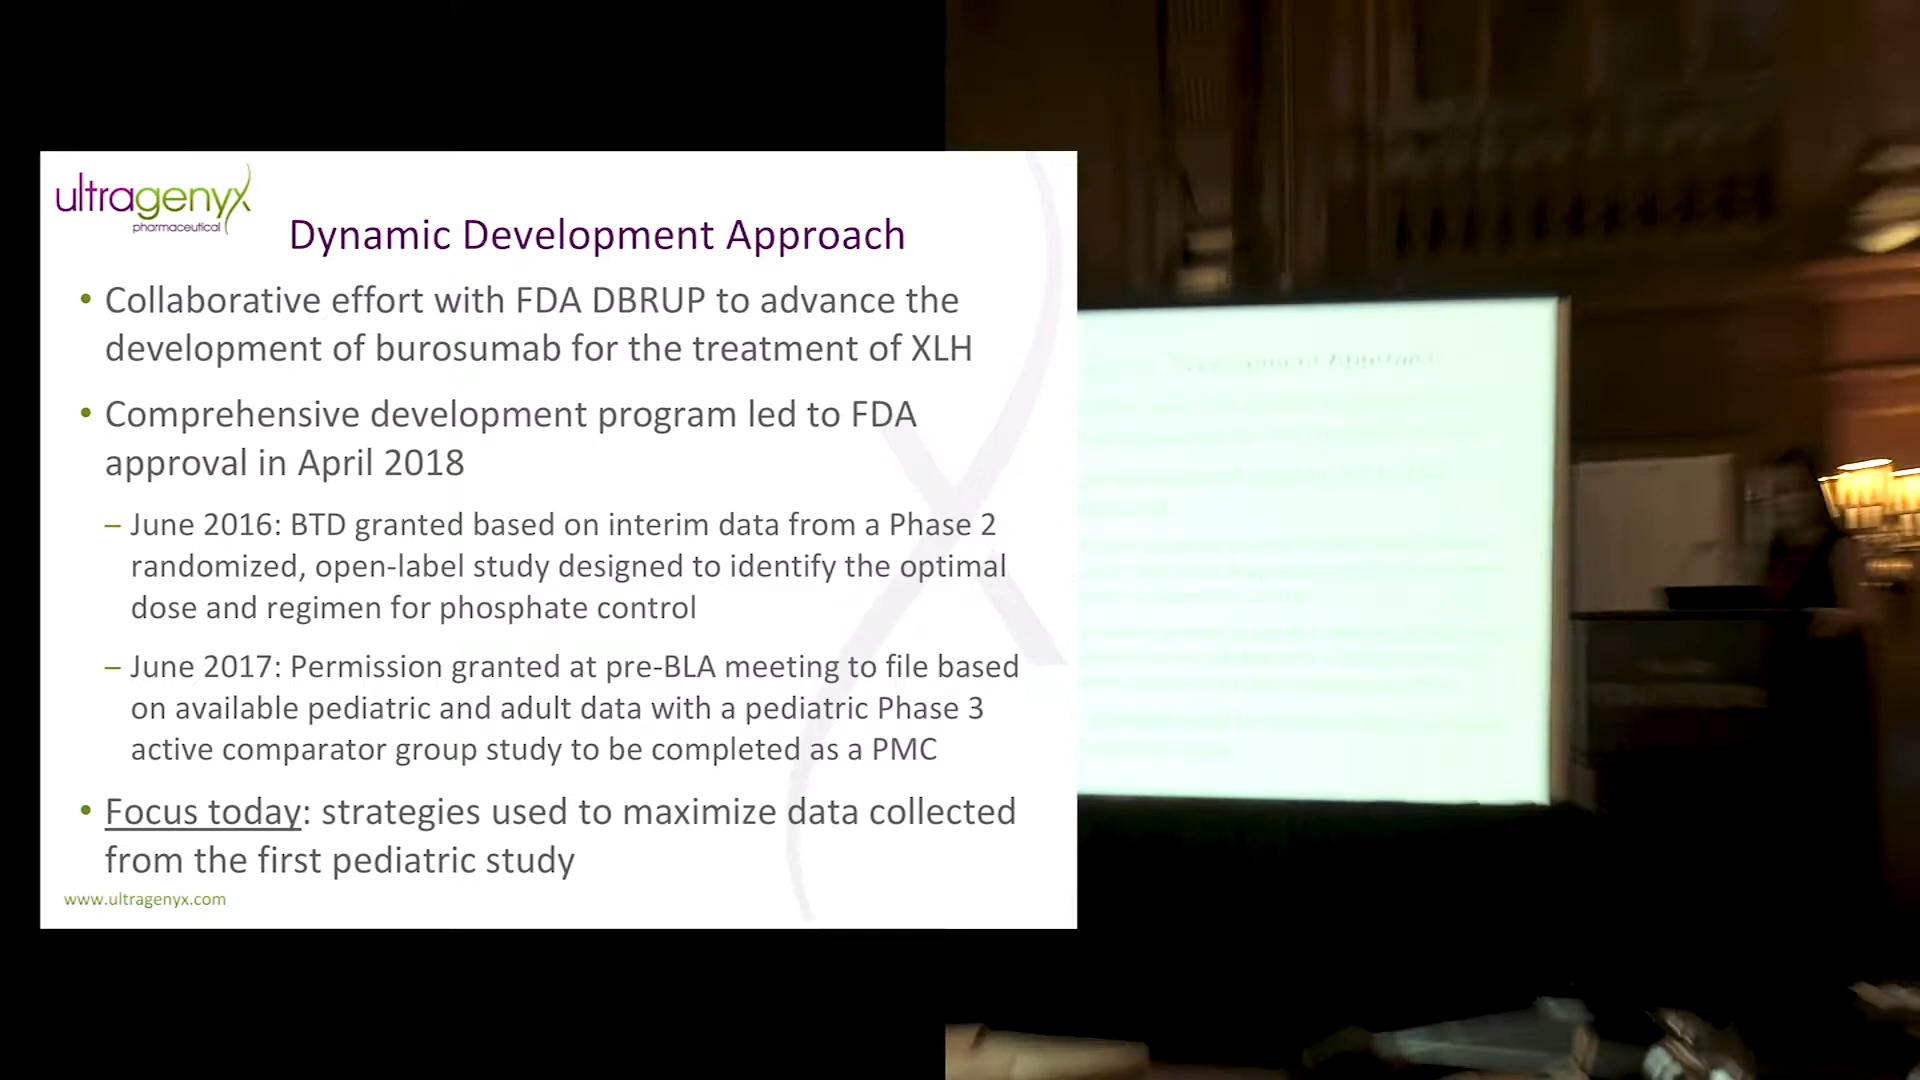 ultragenyx
pharmaceutical
Dynamic Development Approach
• Collaborative effort with FDA DBRUP to advance the
development of burosumab for the treatment of XLH
• Comprehensive development program led to FDA
approval in April 2018
– June 2016: BTD granted based on interim data from a Phase 2
randomized, open-label study designed to identify the optimal
dose and regimen for phosphate control
– June 2017: Permission granted at pre-BLA meeting to file based
on available pediatric and adult data with a pediatric Phase 3
active comparator group study to be completed as a PMC
• Focus today: strategies used to maximize data collected
from the first pediatric study
www.ultragenyx.com